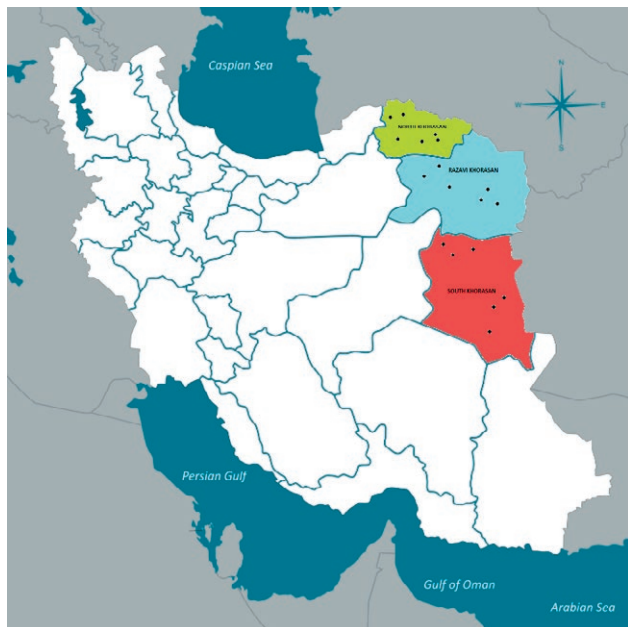 Caspian Sea
N
W
E
S
NORTH KHORASAN
RAZAVI KHORASAN
SOUTH KHORASAN
Persian Gulf
Gulf of Oman
Arabian Sea